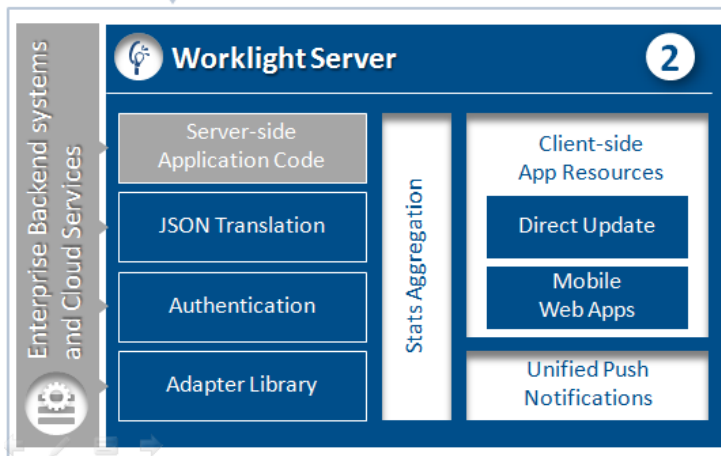 Enterprise Backend systems
and Cloud Services
Worklight Server
2
Server-side
Application Code
JSON Translation
Authentication
Adapter Library
Stats Aggregation
Client-side
App Resources
Direct Update
Mobile
Web Apps
Unified Push
Notifications